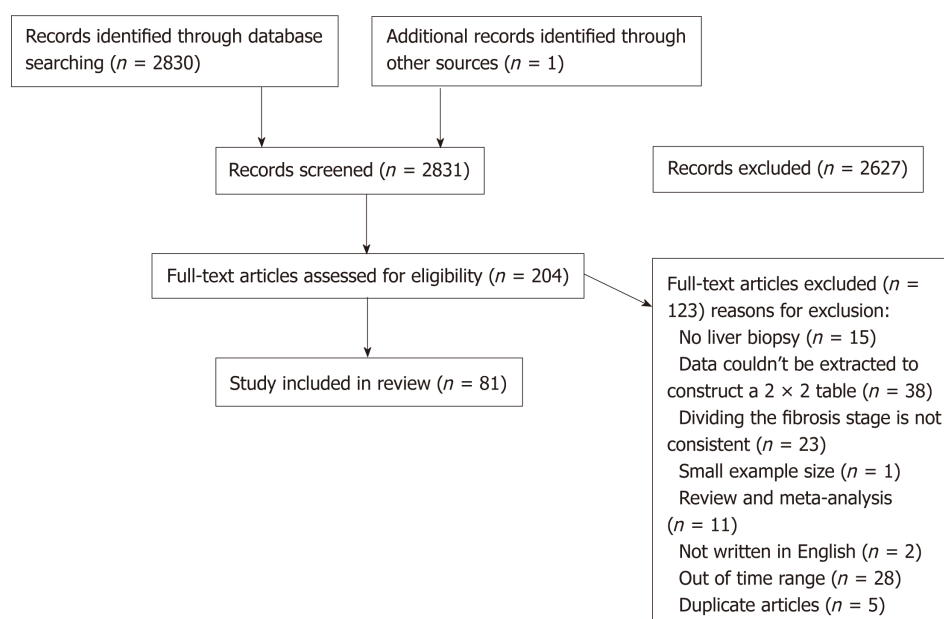 Records identified through database
searching (n = 2830)
Additional records identified through
other sources (n = 1)
Records screened (n = 2831)
Records excluded (n = 2627)
Full-text articles assessed for eligibility (n = 204)
Full-text articles excluded (n =
123) reasons for exclusion:
No liver biopsy (n = 15)
Data couldn't be extracted to
construct a 2 × 2 table (n = 38)
Dividing the fibrosis stage is not
consistent (n = 23)
Small example size (n = 1)
Review and meta-analysis
(n = 11)
Not written in English (n = 2)
Out of time range (n = 28)
Duplicate articles (n = 5)
Study included in review (n = 81)